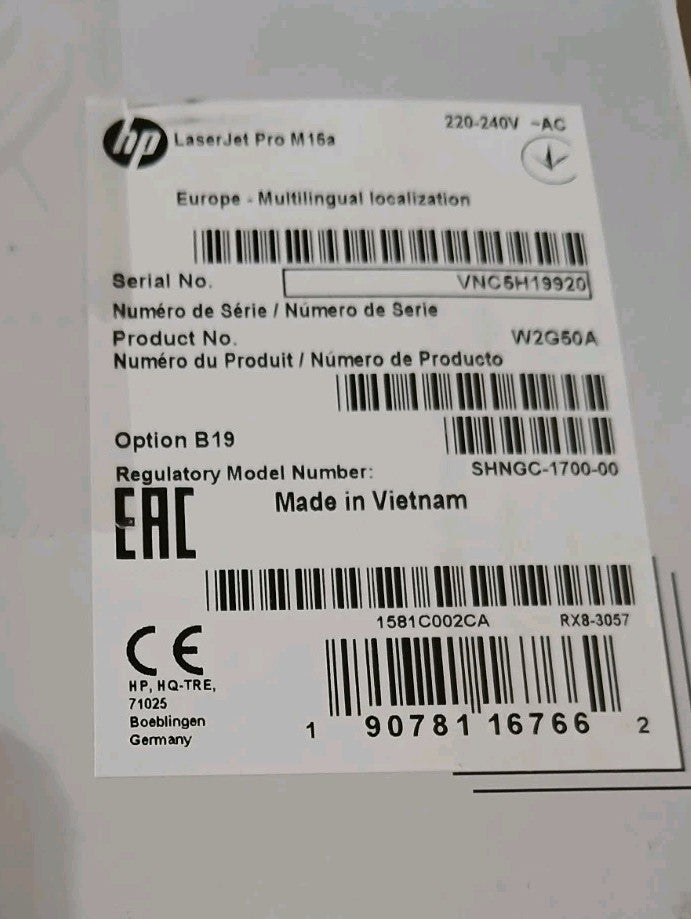 hp LaserJet Pro M15a
220-240V ~AC
Europe - Multilingual localization
Serial No. VNC5H19920
Numéro de Série / Número de Serie
Product No. W2G50A
Numéro du Produit / Número de Producto
Option B19
Regulatory Model Number: SHNGC-1700-00
EAC Made in Vietnam
1581C002CA RX8-3057
CE
HP, HQ-TRE,
71025
Boeblingen
Germany
1 90781 16766 2